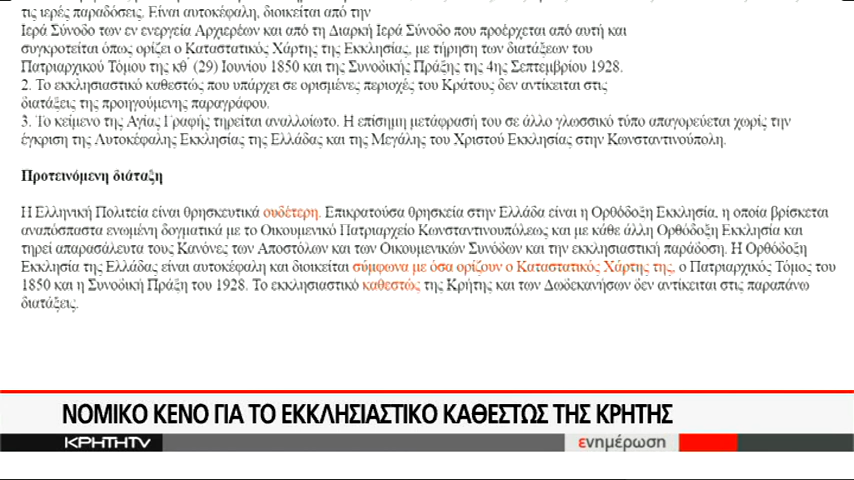 τις ιερές παραδόσεις. Είναι αυτοκέφαλη, διοικείται από την
Ιερά Σύνοδο των εν ενεργεία Αρχιερέων και από τη Διαρκή Ιερά Σύνοδο που προέρχεται από αυτή και
συγκροτείται όπως ορίζει ο Καταστατικός Χάρτης της Εκκλησίας, με τήρηση των διατάξεων του
Πατριαρχικού Τόμου της κθ΄ (29) Ιουνίου 1850 και της Συνοδικής Πράξης της 4ης Σεπτεμβρίου 1928.
2. Το εκκλησιαστικό καθεστώς που υπάρχει σε ορισμένες περιοχές του Κράτους δεν αντίκειται στις
διατάξεις της προηγούμενης παραγράφου.
3. Το κείμενο της Αγίας Γραφής τηρείται αναλλοίωτο. Η επίσημη μετάφρασή του σε άλλο γλωσσικό τύπο απαγορεύεται χωρίς την
έγκριση της Αυτοκέφαλης Εκκλησίας της Ελλάδας και της Μεγάλης του Χριστού Εκκλησίας στην Κωνσταντινούπολη.
Προτεινόμενη διάταξη
Η Ελληνική Πολιτεία είναι θρησκευτικά ουδέτερη. Επικρατούσα θρησκεία στην Ελλάδα είναι η Ορθόδοξη Εκκλησία, η οποία βρίσκεται
αναπόσπαστα ενωμένη δογματικά με το Οικουμενικό Πατριαρχείο Κωνσταντινουπόλεως και με κάθε άλλη Ορθόδοξη Εκκλησία και
τηρεί απαρασάλευτα τους Κανόνες των Αποστόλων και των Οικουμενικών Συνόδων και την εκκλησιαστική παράδοση. Η Ορθόδοξη
Εκκλησία της Ελλάδας είναι αυτοκέφαλη και διοικείται σύμφωνα με όσα ορίζουν ο Καταστατικός Χάρτης της, ο Πατριαρχικός Τόμος του
1850 και η Συνοδική Πράξη του 1928. Το εκκλησιαστικό καθεστώς της Κρήτης και των Δωδεκανήσων δεν αντίκειται στις παραπάνω
διατάξεις.
ΝΟΜΙΚΟ ΚΕΝΟ ΓΙΑ ΤΟ ΕΚΚΛΗΣΙΑΣΤΙΚΟ ΚΑΘΕΣΤΩΣ ΤΗΣ ΚΡΗΤΗΣ
ΚΡΗΤΗTV
ενημέρωση